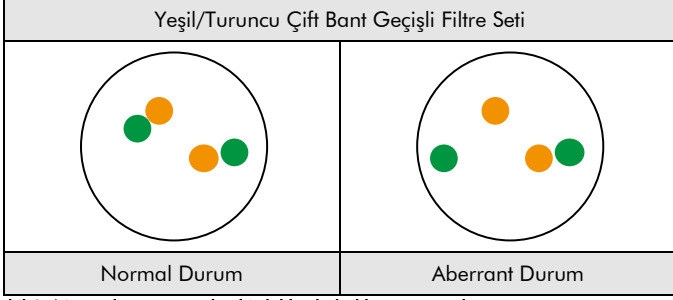 Yeşil/Turuncu Çift Bant Geçişli Filtre Seti
Normal Durum
Aberrant Durum